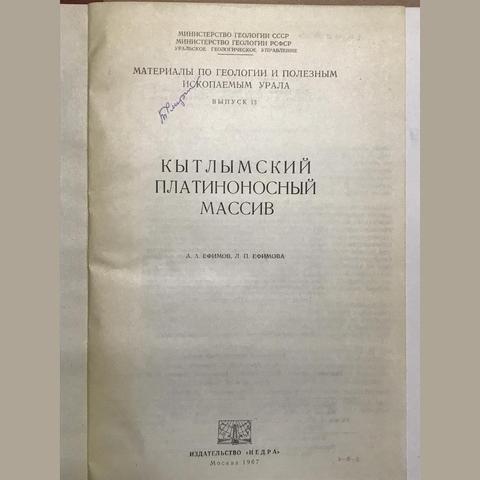 МИНИСТЕРСТВО ГЕОЛОГИИ СССР
МИНИСТЕРСТВО ГЕОЛОГИИ РСФСР
УРАЛЬСКОЕ ГЕОЛОГИЧЕСКОЕ УПРАВЛЕНИЕ
МАТЕРИАЛЫ ПО ГЕОЛОГИИ И ПОЛЕЗНЫМ
ИСКОПАЕМЫМ УРАЛА
ВЫПУСК 13
КЫТЛЫМСКИЙ
ПЛАТИНОНОСНЫЙ
МАССИВ
А. А. ЕФИМОВ, Л. П. ЕФИМОВА
ИЗДАТЕЛЬСТВО «НЕДРА»
Москва 1967